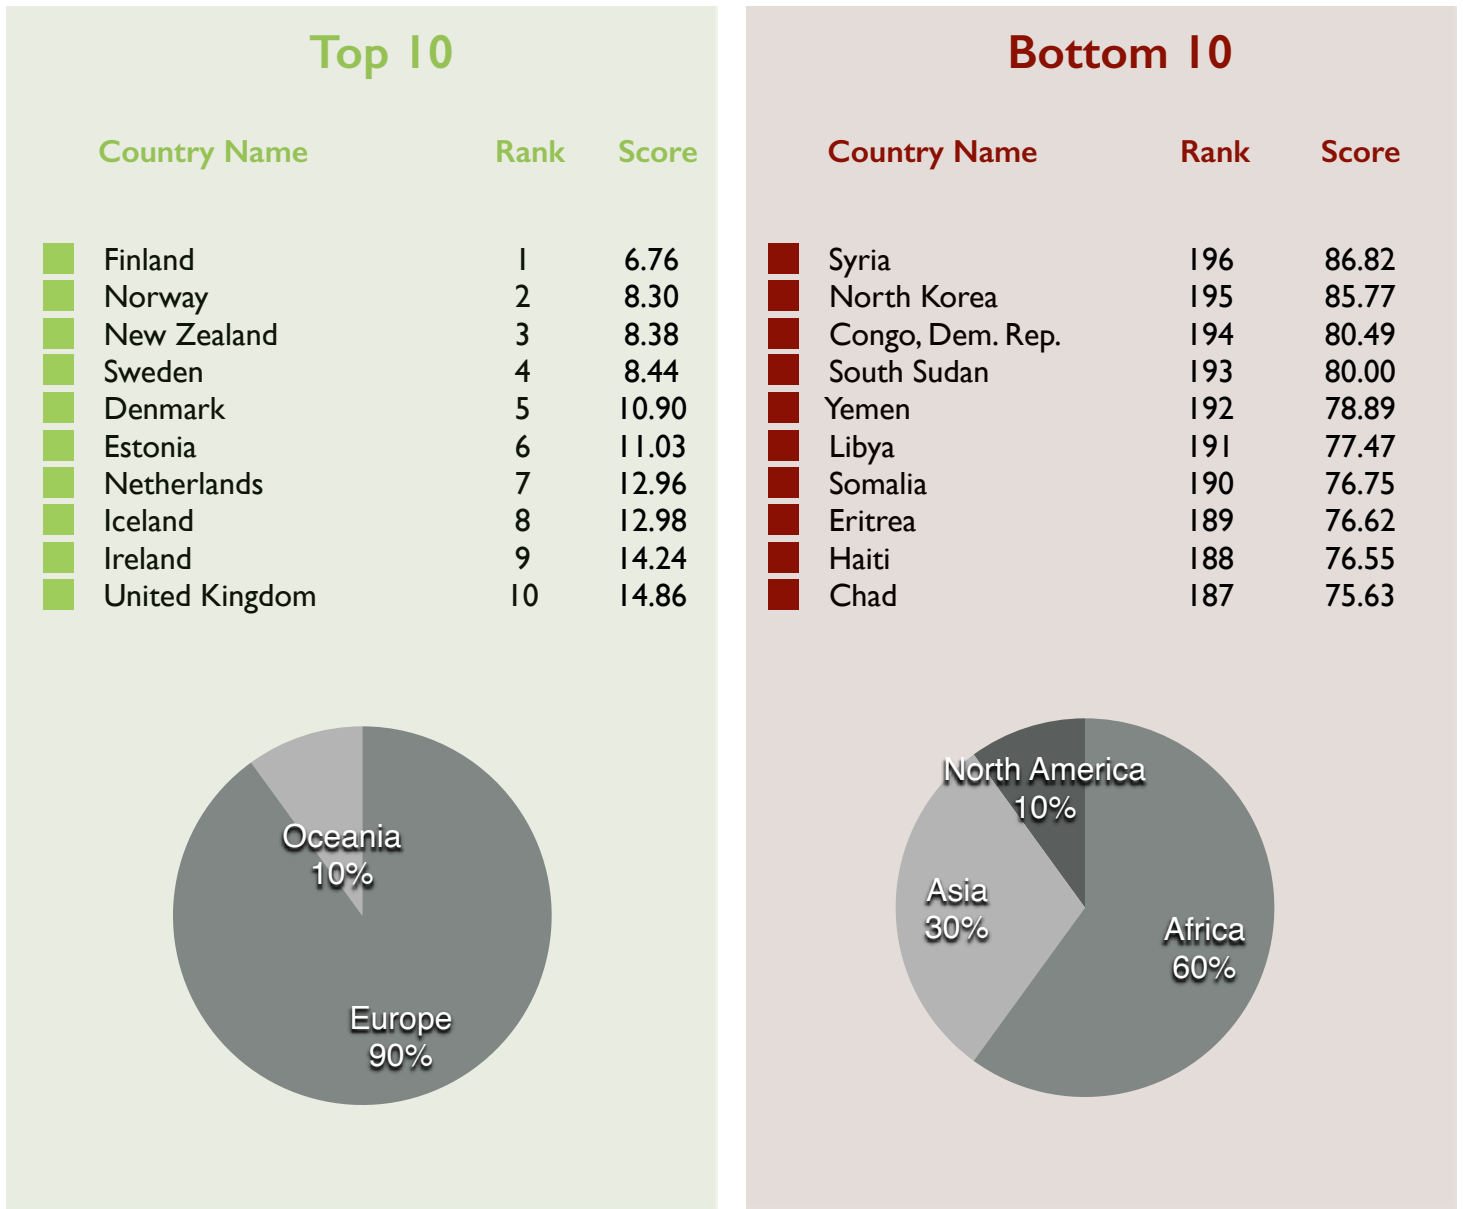 Top 10
Country Name Rank Score
Finland 1 6.76
Norway 2 8.30
New Zealand 3 8.38
Sweden 4 8.44
Denmark 5 10.90
Estonia 6 11.03
Netherlands 7 12.96
Iceland 8 12.98
Ireland 9 14.24
United Kingdom 10 14.86
Oceania
10%
Europe
90%
Bottom 10
Country Name Rank Score
Syria 196 86.82
North Korea 195 85.77
Congo, Dem. Rep. 194 80.49
South Sudan 193 80.00
Yemen 192 78.89
Libya 191 77.47
Somalia 190 76.75
Eritrea 189 76.62
Haiti 188 76.55
Chad 187 75.63
North America
10%
Asia
30%
Africa
60%